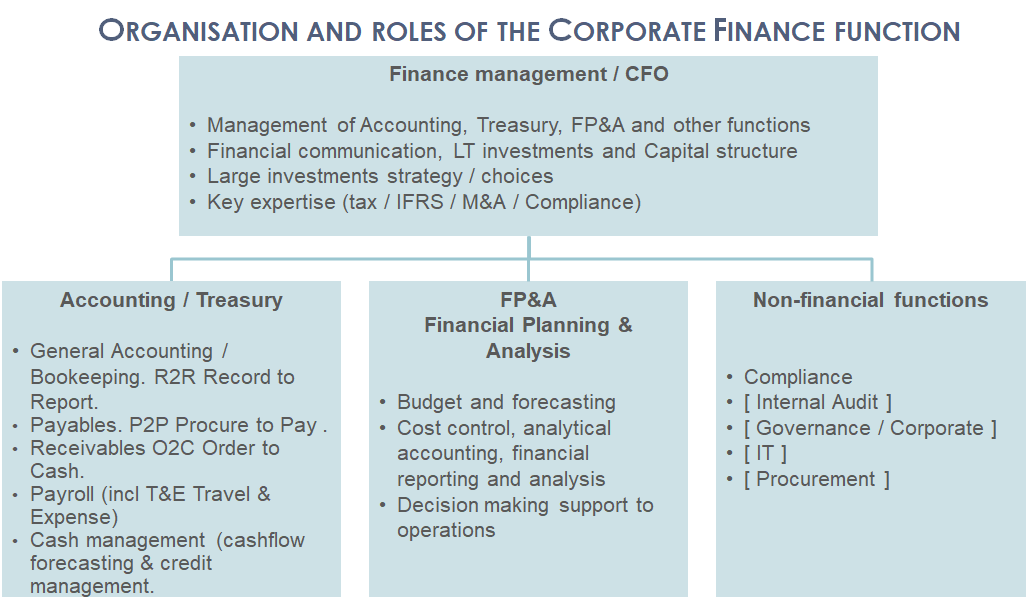 ORGANISATION AND ROLES OF THE CORPORATE FINANCE FUNCTION
Finance management / CFO
• Management of Accounting, Treasury, FP&A and other functions
• Financial communication, LT investments and Capital structure
• Large investments strategy / choices
• Key expertise (tax / IFRS / M&A / Compliance)
Accounting / Treasury
• General Accounting /
Bookeeping. R2R Record to
Report.
• Payables. P2P Procure to Pay .
• Receivables O2C Order to
Cash.
• Payroll (incl T&E Travel &
Expense)
• Cash management (cashflow
forecasting & credit
management.
FP&A
Financial Planning &
Analysis
• Budget and forecasting
• Cost control, analytical
accounting, financial
reporting and analysis
• Decision making support to
operations
Non-financial functions
• Compliance
• [ Internal Audit ]
• [ Governance / Corporate ]
• [ IT ]
• [ Procurement ]